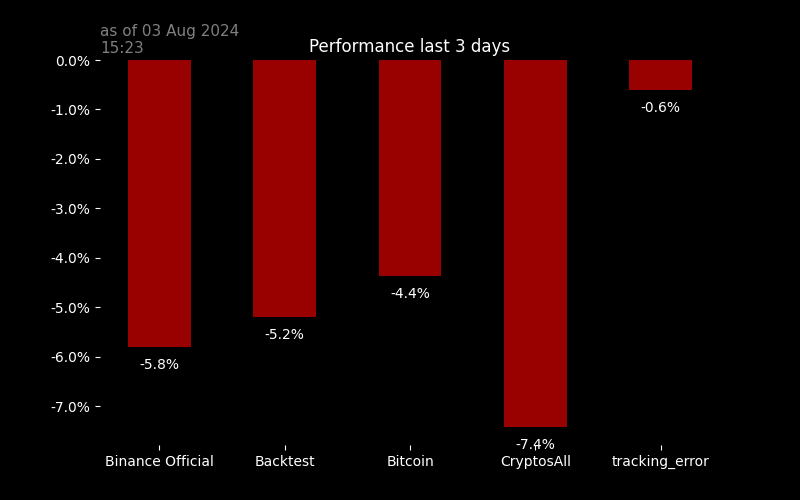 as of 03 Aug 2024
15:23
Performance last 3 days
0.0%
-1.0%
-2.0%
-3.0%
-4.0%
-5.0%
-6.0%
-7.0%
-5.8%
-5.2%
-4.4%
-7.4%
-0.6%
Binance Official
Backtest
Bitcoin
CryptosAll
tracking_error